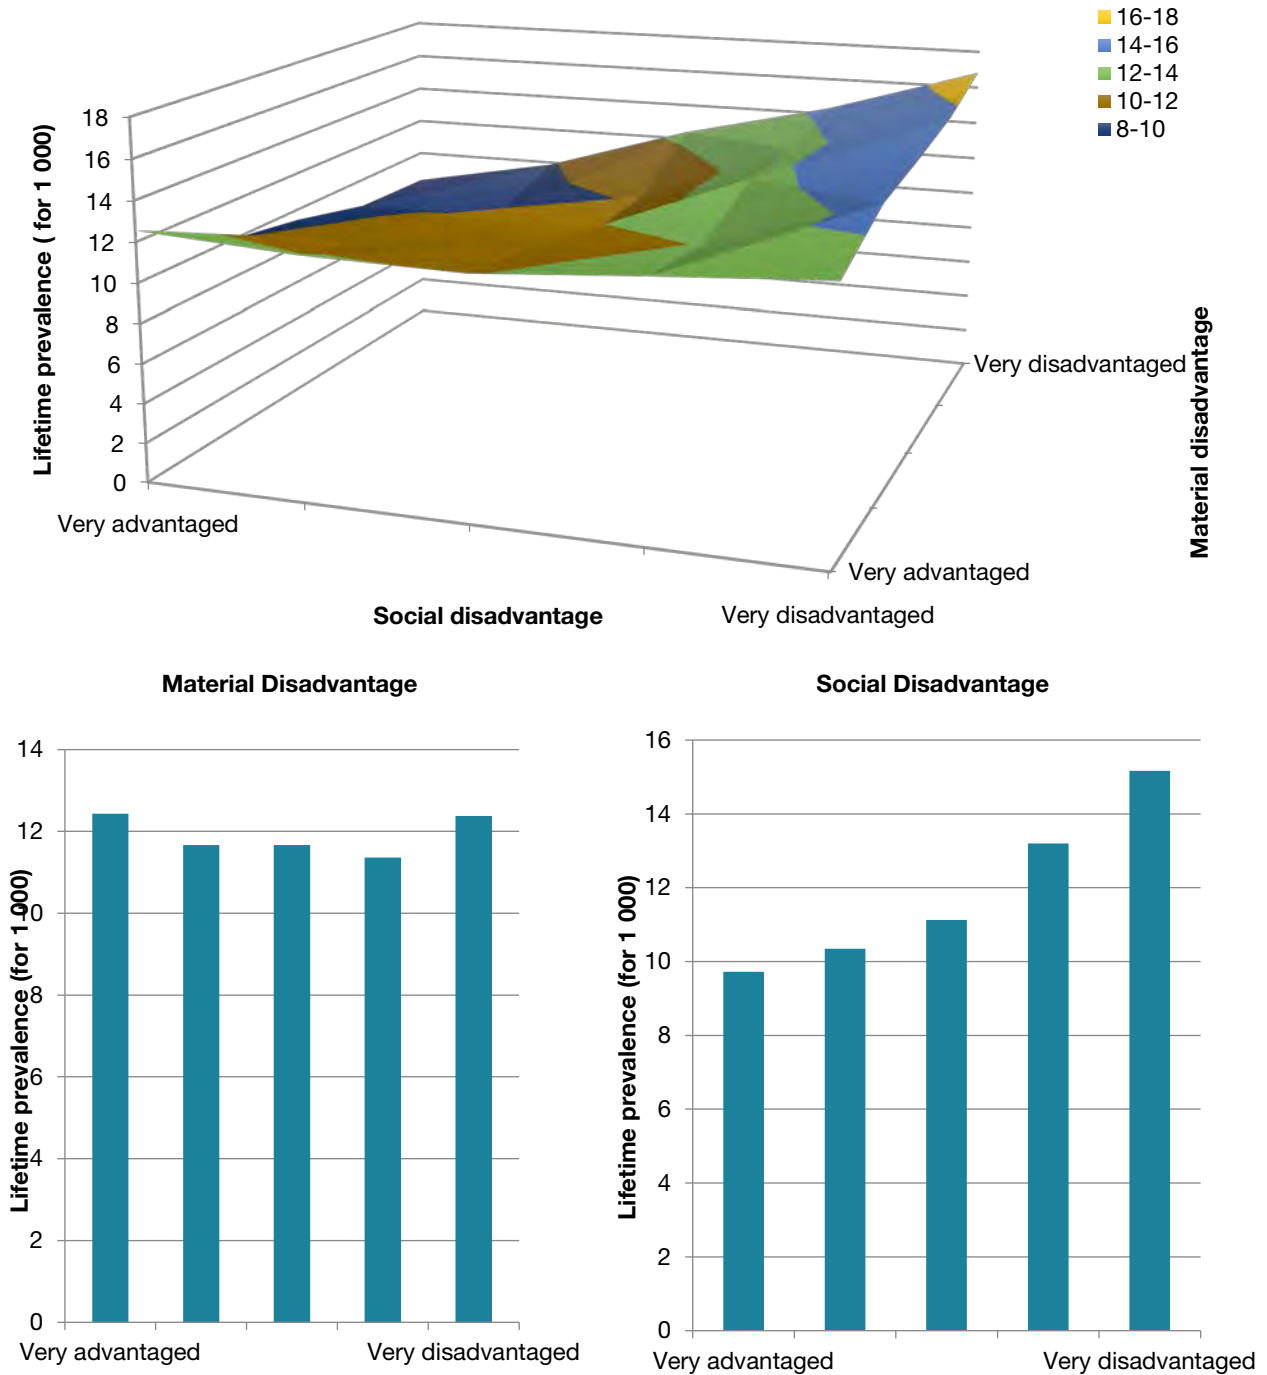 16-18
14-16
12-14
10-12
8-10
Lifetime prevalence ( for 1 000)
18
16
14
12
10
8
6
4
2
0
Very advantaged
Social disadvantage
Very disadvantaged
Very advantaged
Very disadvantaged
Material disadvantage
Material Disadvantage
Lifetime prevalence (for 1 000)
14
12
10
8
6
4
2
0
Very advantaged
Very disadvantaged
Social Disadvantage
Lifetime prevalence (for 1 000)
16
14
12
10
8
6
4
2
0
Very advantaged
Very disadvantaged